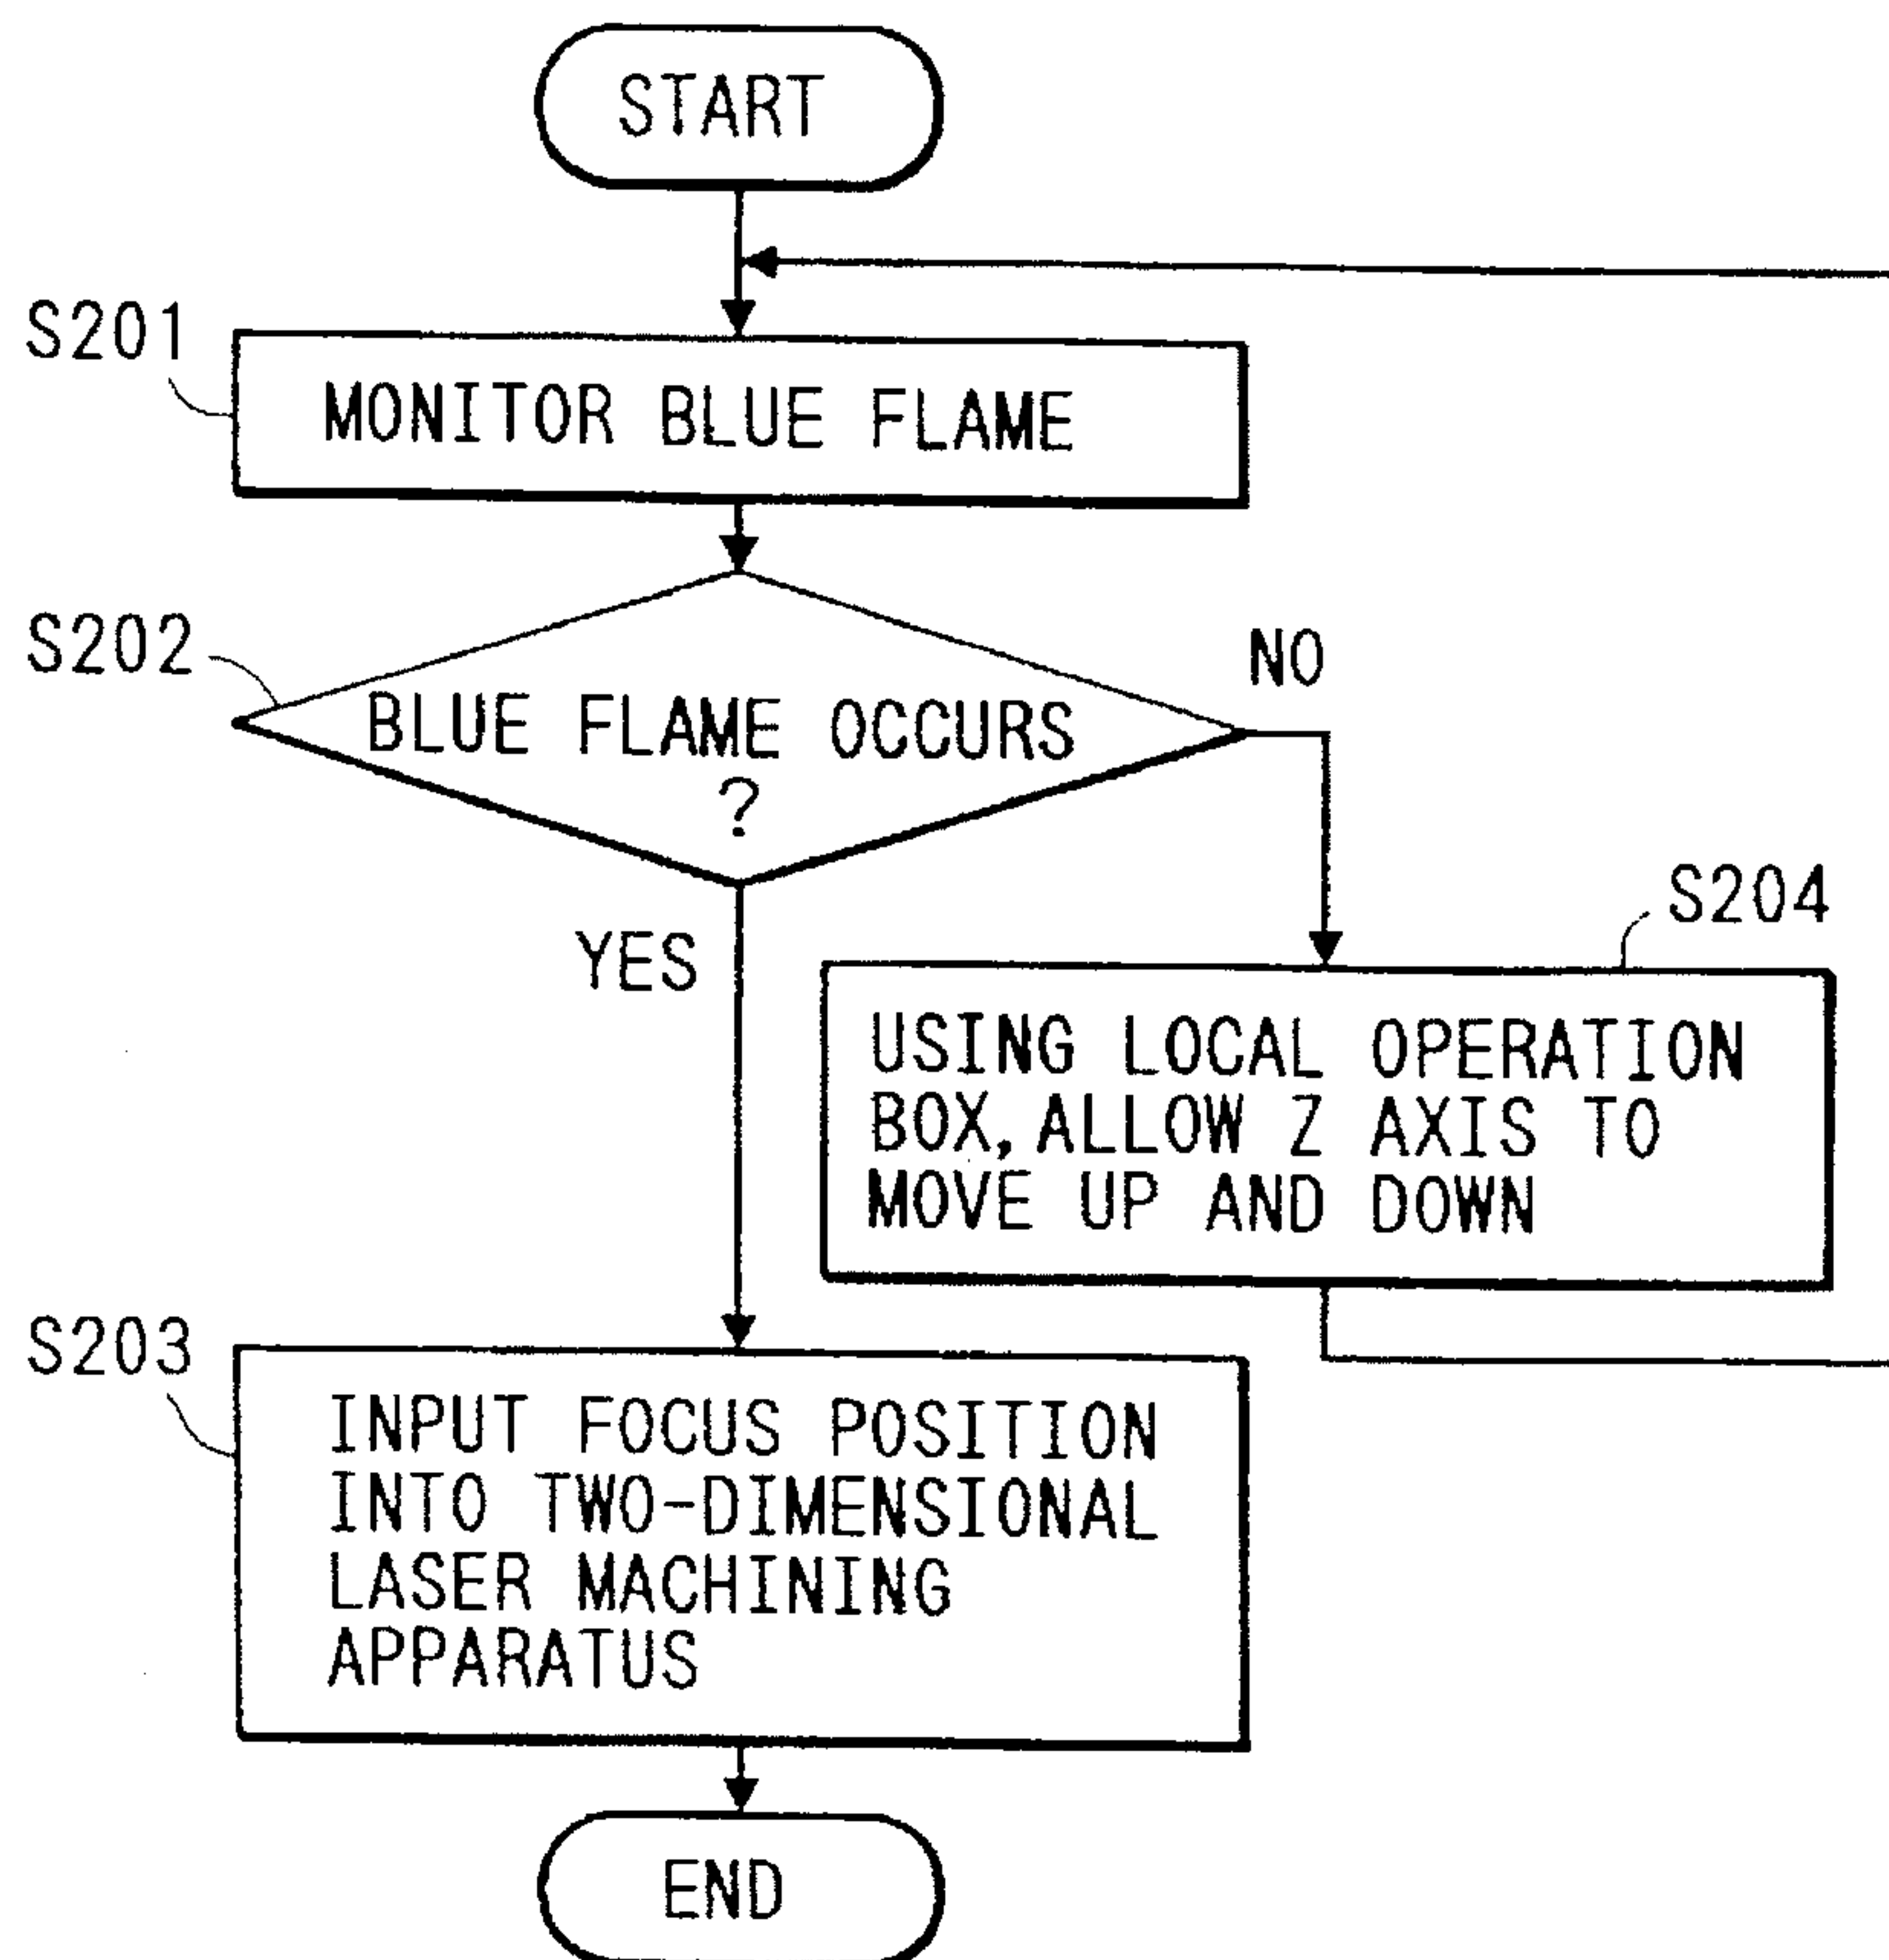 START
S201
MONITOR BLUE FLAME
S202
BLUE FLAME OCCURS
?
NO
YES
S204
USING LOCAL OPERATION
BOX, ALLOW Z AXIS TO
MOVE UP AND DOWN
S203
INPUT FOCUS POSITION
INTO TWO-DIMENSIONAL
LASER MACHINING
APPARATUS
END